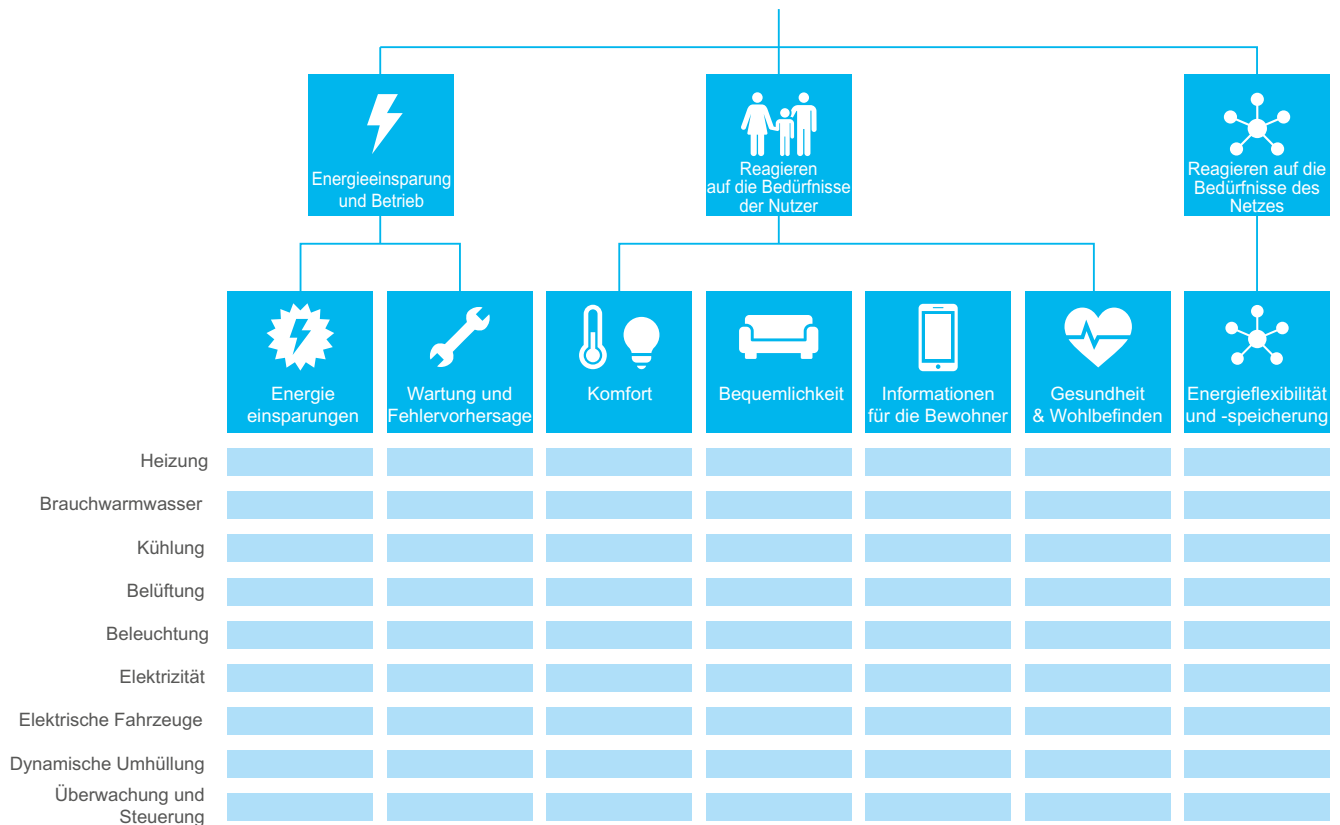 Energieeinsparung
und Betrieb
Reagieren
auf die Bedürfnisse
der Nutzer
Reagieren auf die
Bedürfnisse des
Netzes
Energie
einsparungen
Wartung und
Fehlervorhersage
Komfort
Bequemlichkeit
Informationen
für die Bewohner
Gesundheit
& Wohlbefinden
Energieflexibilität
und -speicherung
Heizung
Brauchwarmwasser
Kühlung
Belüftung
Beleuchtung
Elektrizität
Elektrische Fahrzeuge
Dynamische Umhüllung
Überwachung und
Steuerung